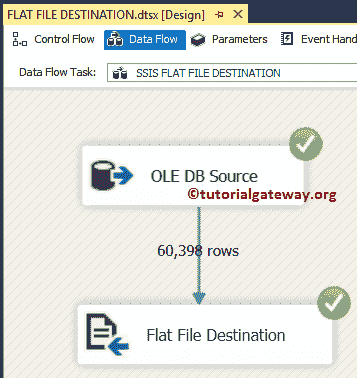 FLAT FILE DESTINATION.dtsx [Design]
Control Flow Data Flow Parameters Event Hand
Data Flow Task: SSIS FLAT FILE DESTINATION
OLE DB Source
©tutorialgateway.org
60,398 rows
Flat File Destination